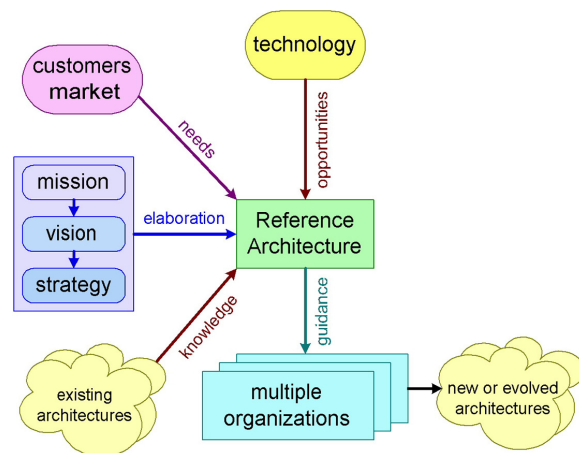 customers
market
technology
needs
opportunities
mission
vision
strategy
elaboration
Reference
Architecture
knowledge
guidance
existing
architectures
multiple
organizations
new or evolved
architectures